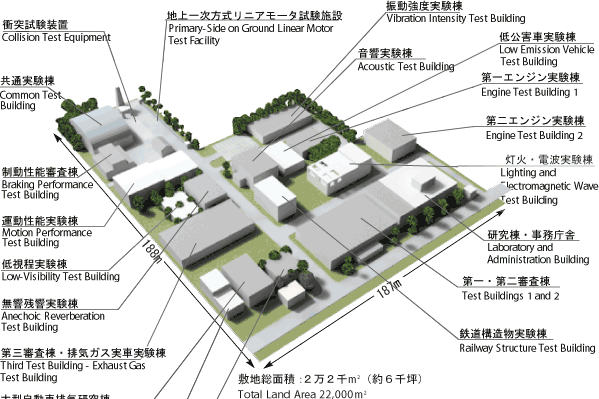 衝突試験装置
Collision Test Equipment
地上一次方式リニアモータ試験施設
Primary-Side on Ground Linear Motor
Test Facility
振動強度実験棟
Vibration Intensity Test Building
音響実験棟
Acoustic Test Building
低公害車実験棟
Low Emission Vehicle
Test Building
第一エンジン実験棟
Engine Test Building 1
第二エンジン実験棟
Engine Test Building 2
灯火・電波実験棟
Lighting and
Electromagnetic Wave
Test Building
研究棟・事務庁舎
Laboratory and
Administration Building
第一・第二審査棟
Test Buildings 1 and 2
鉄道構造物実験棟
Railway Structure Test Building
共通実験棟
Common Test
Building
制動性能審査棟
Braking Performance
Test Building
運動性能実験棟
Motion Performance
Test Building
低視程実験棟
Low-Visiblity Test Building
無響残響実験棟
Anechoic Reverberation
Test Building
第三審査棟・排気ガス実車実験棟
Third Test Building - Exhaust Gas
Test Building
大型自動車排気研究棟
188m
187m
敷地総面積：2万2千m²（約6千坪）
Total Land Area 22,000m²